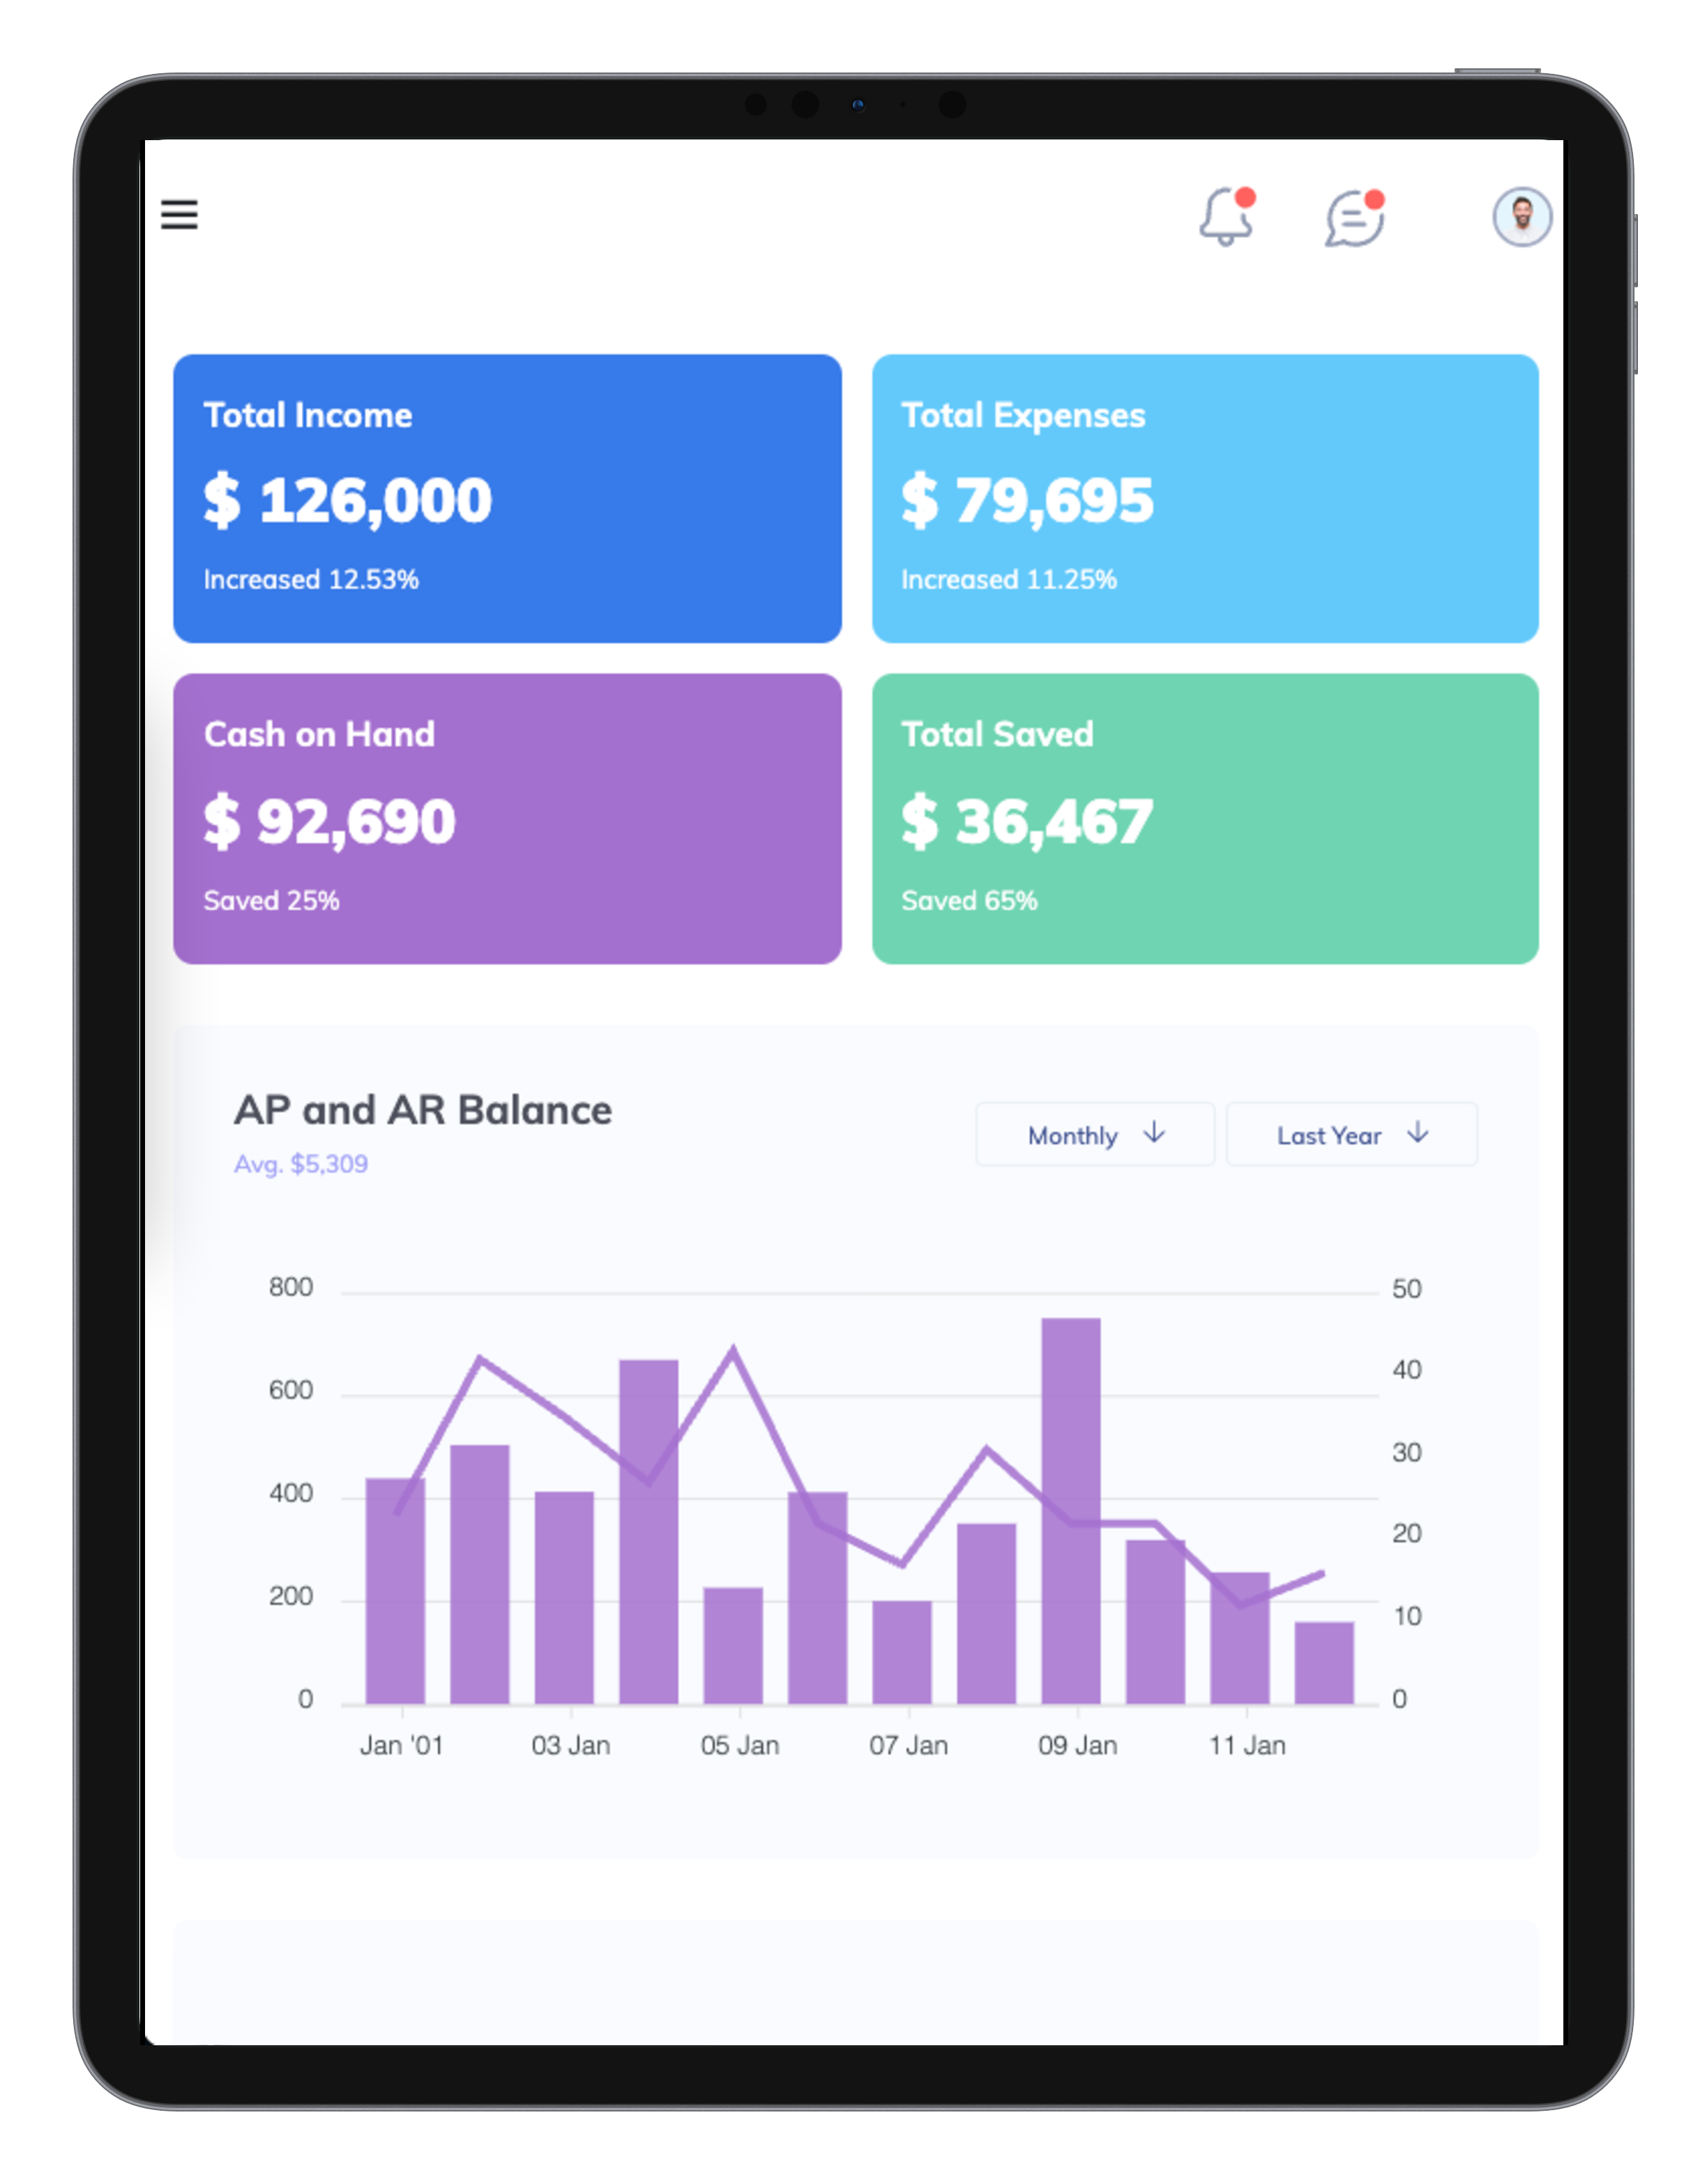 Total Income
$ 126,000
Increased 12.53%
Total Expenses
$ 79,695
Increased 11.25%
Cash on Hand
$ 92,690
Saved 25%
Total Saved
$ 36,467
Saved 65%
AP and AR Balance
Avg. $5,309
Monthly
Last Year
800
600
400
200
0
50
40
30
20
10
0
Jan '01 03 Jan 05 Jan 07 Jan 09 Jan 11 Jan